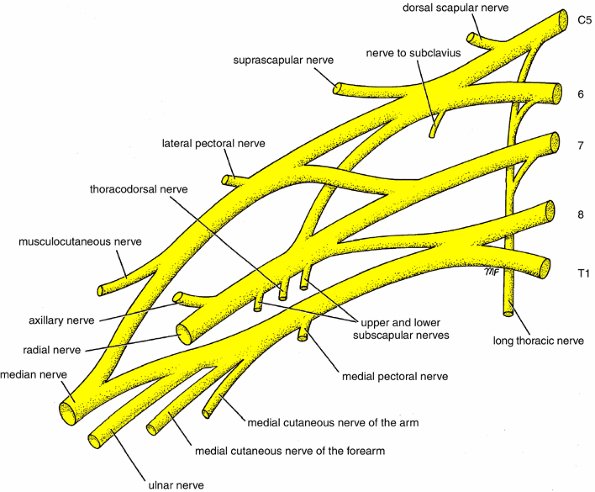 dorsal scapular nerve
C5
nerve to subclavius
suprascapular nerve
6
lateral pectoral nerve
7
thoracodorsal nerve
8
musculocutaneous nerve
MF
T1
axillary nerve
upper and lower
subscapular nerves
long thoracic nerve
radial nerve
median nerve
medial pectoral nerve
medial cutaneous nerve of the arm
medial cutaneous nerve of the forearm
ulnar nerve